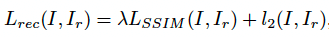 L_{rec}(I, I_r) = λL_{SSIM}(I, I_r) + l_2(I, I_r).